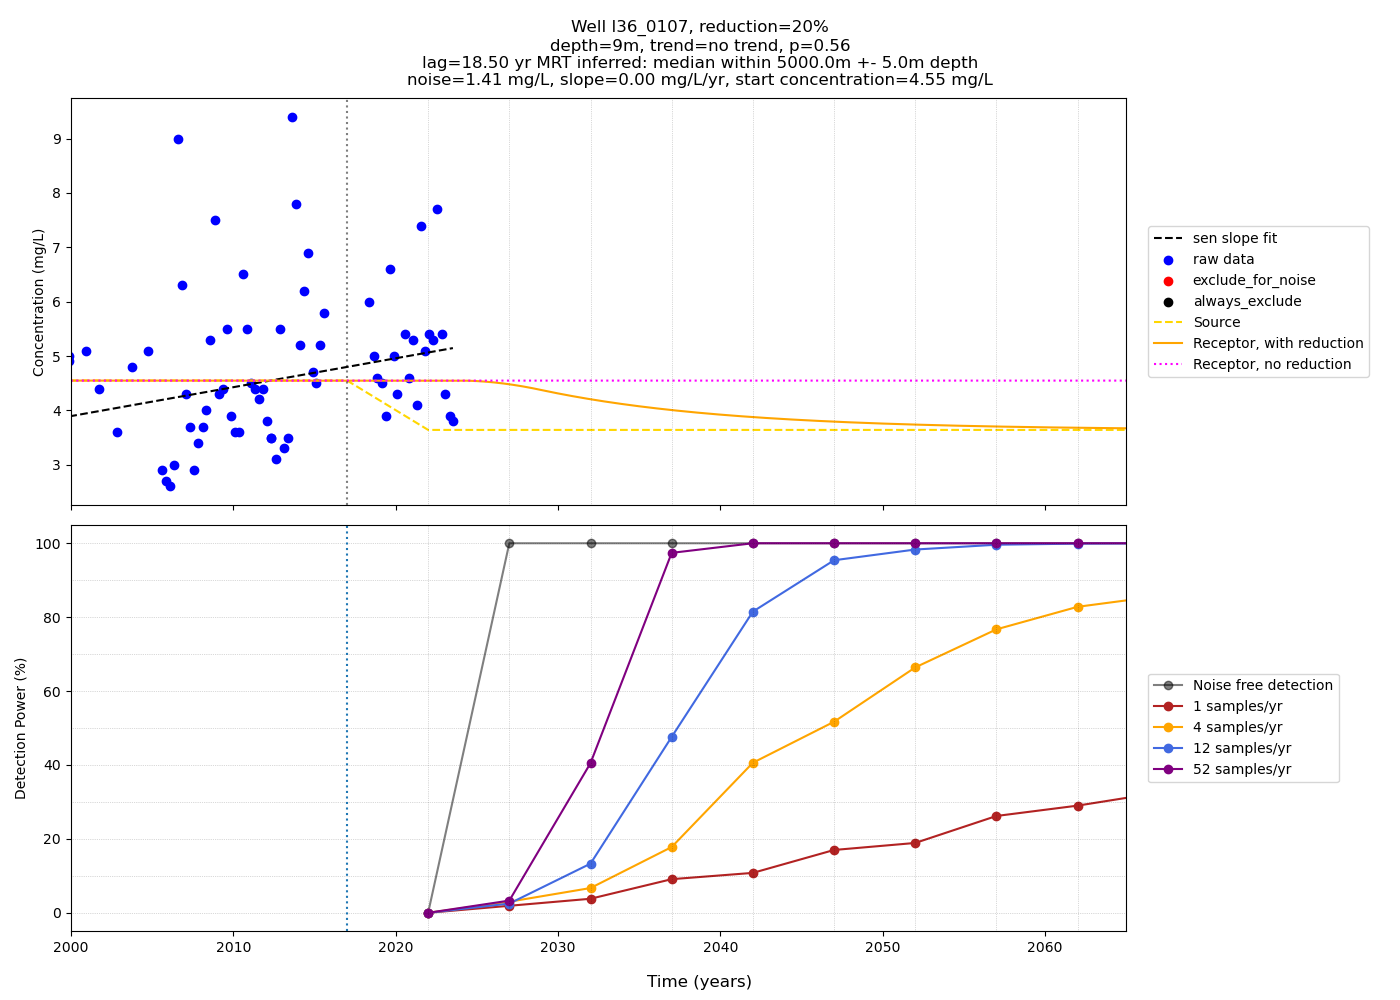 Well l36_0107, reduction=20%
depth=9m, trend=no trend, p=0.56
lag=18.50 yr MRT inferred: median within 5000.0m +- 5.0m depth
noise=1.41 mg/L, slope=0.00 mg/L/yr, start concentration=4.55 mg/L
Concentration (mg/L)
9
8
7
6
5
4
3
sen slope fit
raw data
exclude_for_noise
always_exclude
Source
Receptor, with reduction
Receptor, no reduction
Detection Power (%)
100
80
60
40
20
0
Noise free detection
1 samples/yr
4 samples/yr
12 samples/yr
52 samples/yr
2000 2010 2020 2030 2040 2050 2060
Time (years)